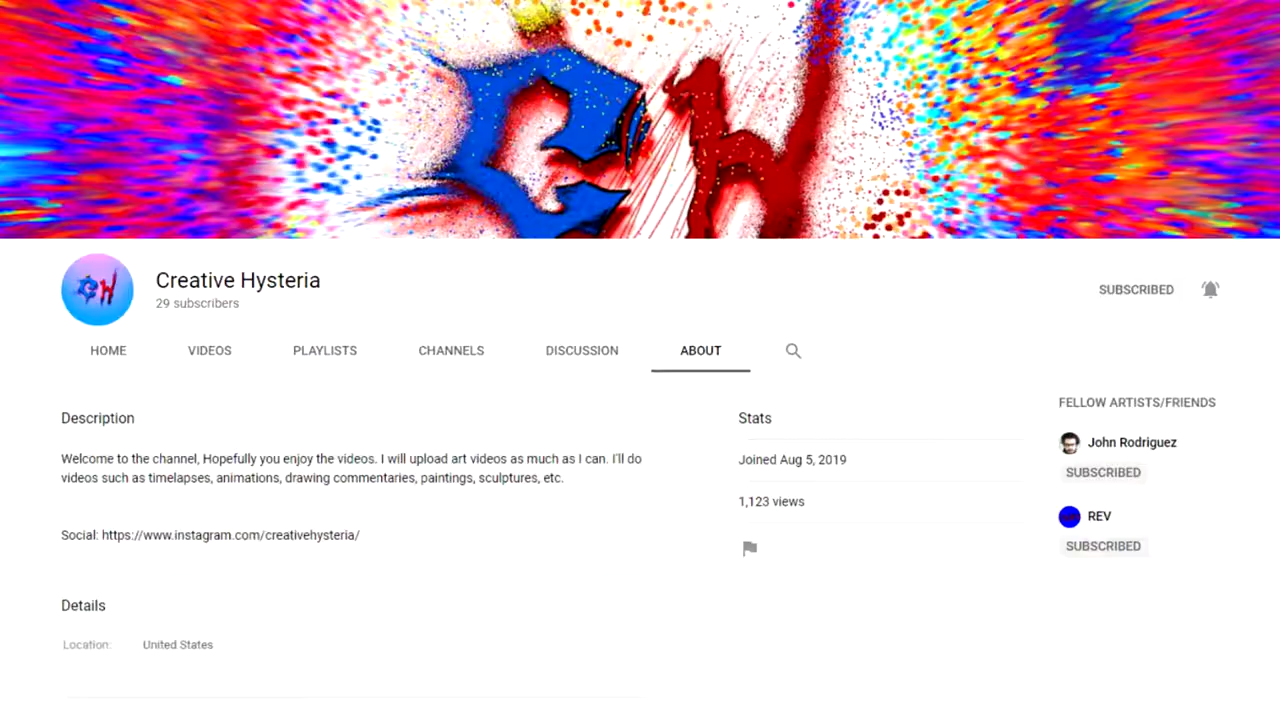 Creative Hysteria
29 subscribers
SUBSCRIBED
HOME VIDEOS PLAYLISTS CHANNELS DISCUSSION ABOUT
Description
Welcome to the channel, Hopefully you enjoy the videos. I will upload art videos as much as I can. I'll do
videos such as timelapses, animations, drawing commentaries, paintings, sculptures, etc.
Social: https://www.instagram.com/creativehysteria/
Details
Location: United States
Stats
Joined Aug 5, 2019
1,123 views
FELLOW ARTISTS/FRIENDS
John Rodriguez
SUBSCRIBED
REV
SUBSCRIBED